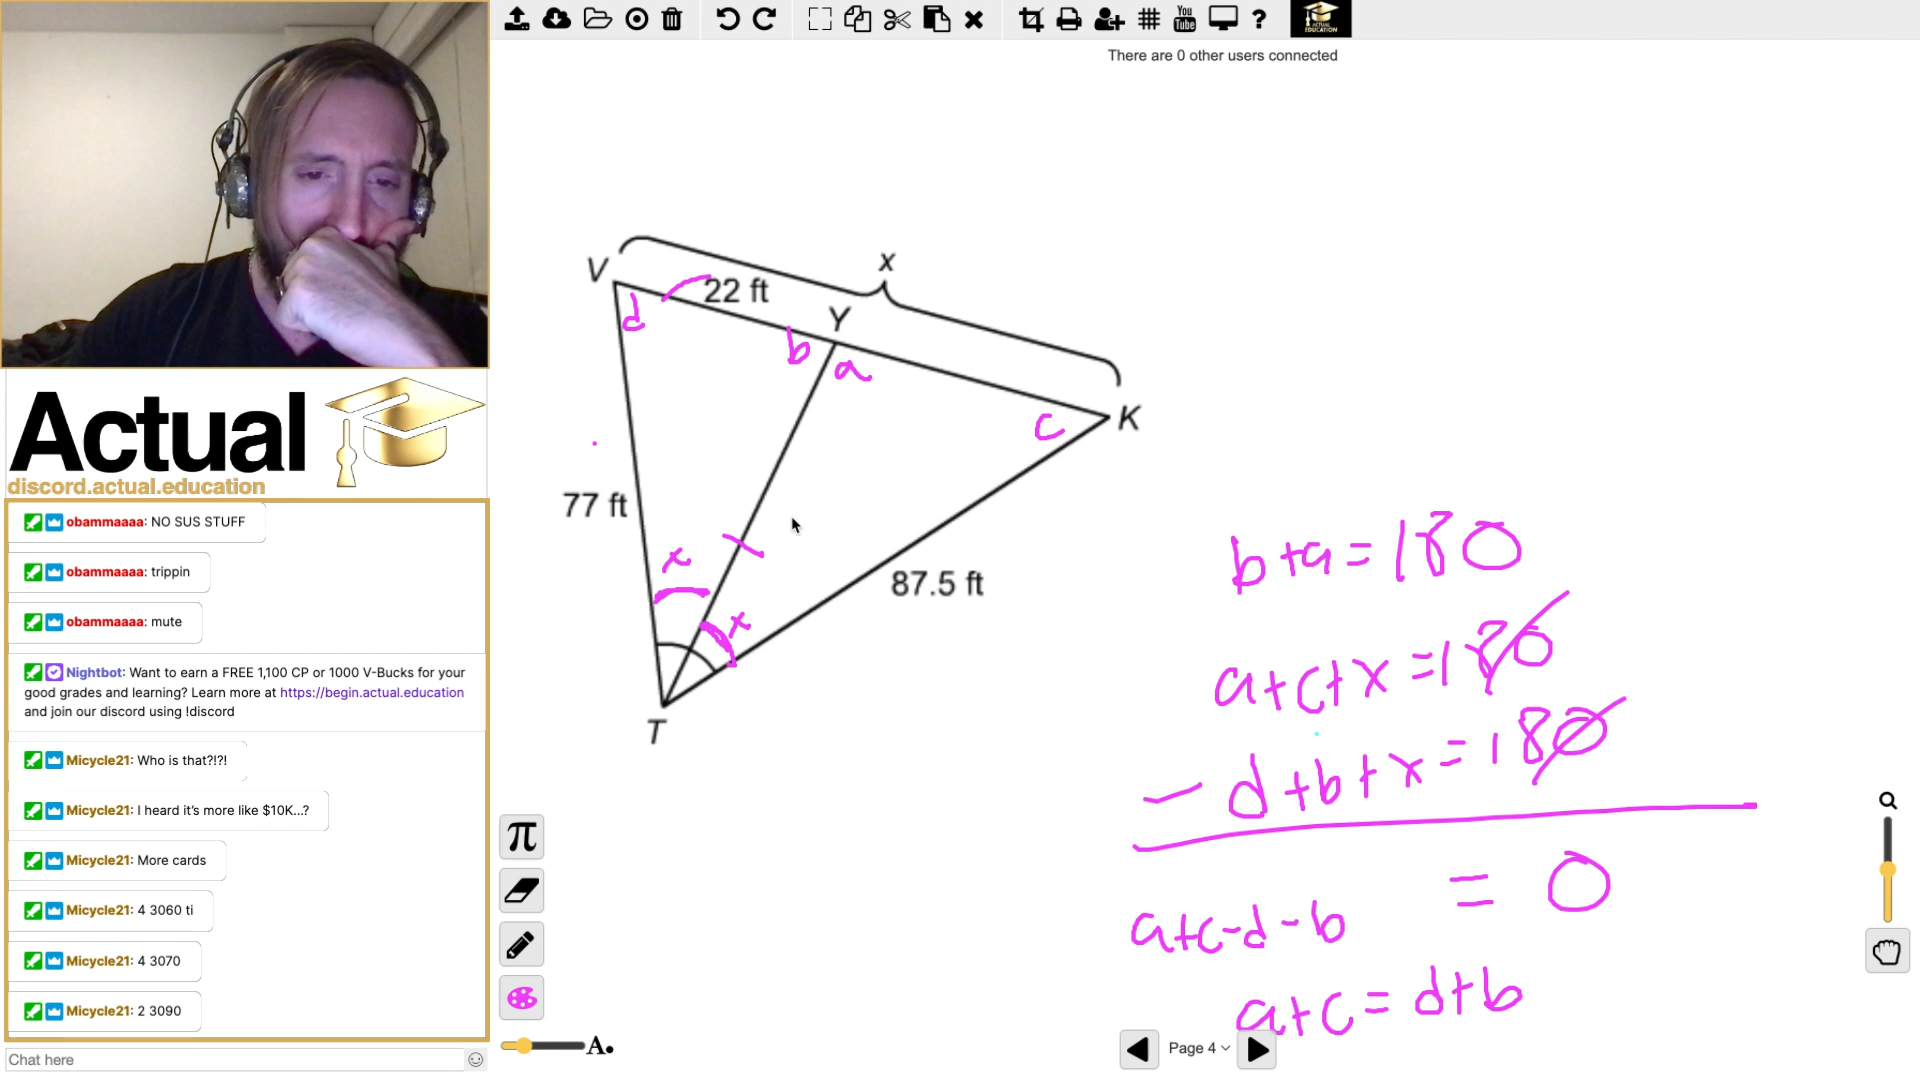 You
Tube
?
ACTUAL
EDUCATION
There are 0 other users connected
Actual
discord.actual.education
obammaaaa: NO SUS STUFF
obammaaaa: trippin
obammaaaa: mute
Nightbot: Want to earn a FREE 1,100 CP or 1000 V-Bucks for your
good grades and learning? Learn more at https://begin.actual.education
and join our discord using !discord
Micycle21: Who is that?!?!
Micycle21: I heard it's more like $10K...?
Micycle21: More cards
Micycle21: 4 3060 ti
Micycle21: 4 3070
Micycle21: 2 3090
Chat here
x
V
22 ft
d
Y
b
a
K
c
77 ft
x
x
87.5 ft
T
b+a=180
a+c+x=180
- d+b+x=180
a+c-d-b = 0
a+c=d+b
π
A
Page 4